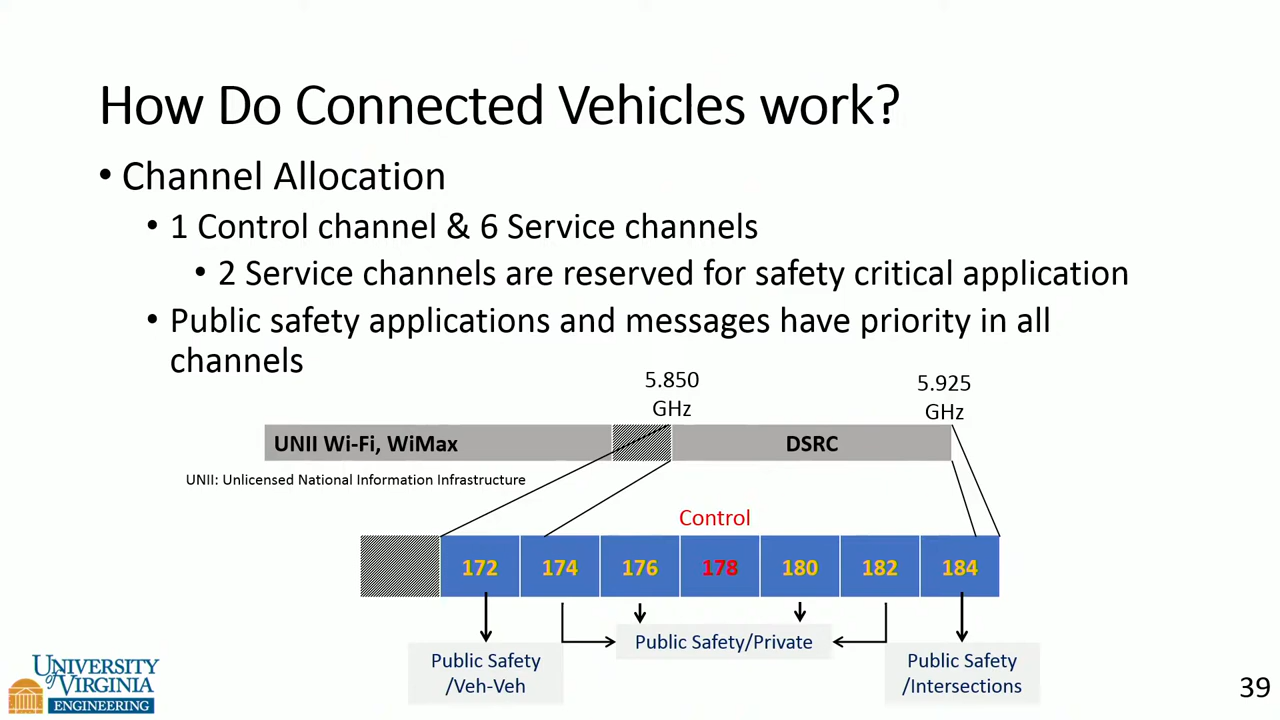 How Do Connected Vehicles work?
• Channel Allocation
• 1 Control channel & 6 Service channels
• 2 Service channels are reserved for safety critical application
• Public safety applications and messages have priority in all
channels
5.850
GHz
5.925
GHz
UNII Wi-Fi, WiMax
DSRC
UNII: Unlicensed National Information Infrastructure
Control
172 174 176 178 180 182 184
Public Safety/Private
Public Safety
/Veh-Veh
Public Safety
/Intersections
UNIVERSITY
of VIRGINIA
ENGINEERING
39